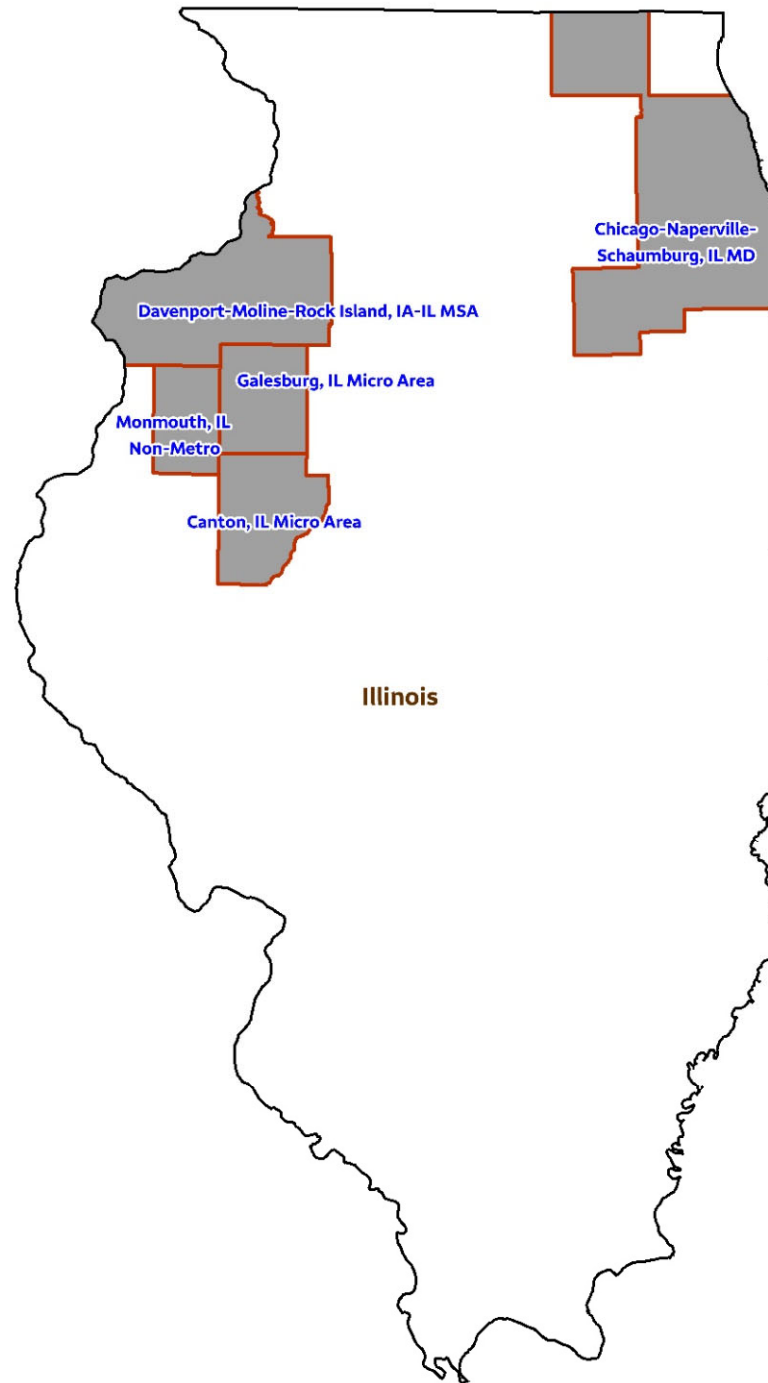 Chicago-Naperville-
Schaumburg, IL MD
Davenport-Moline-Rock Island, IA-IL MSA
Galesburg, IL Micro Area
Monmouth, IL
Non-Metro
Canton, IL Micro Area
Illinois